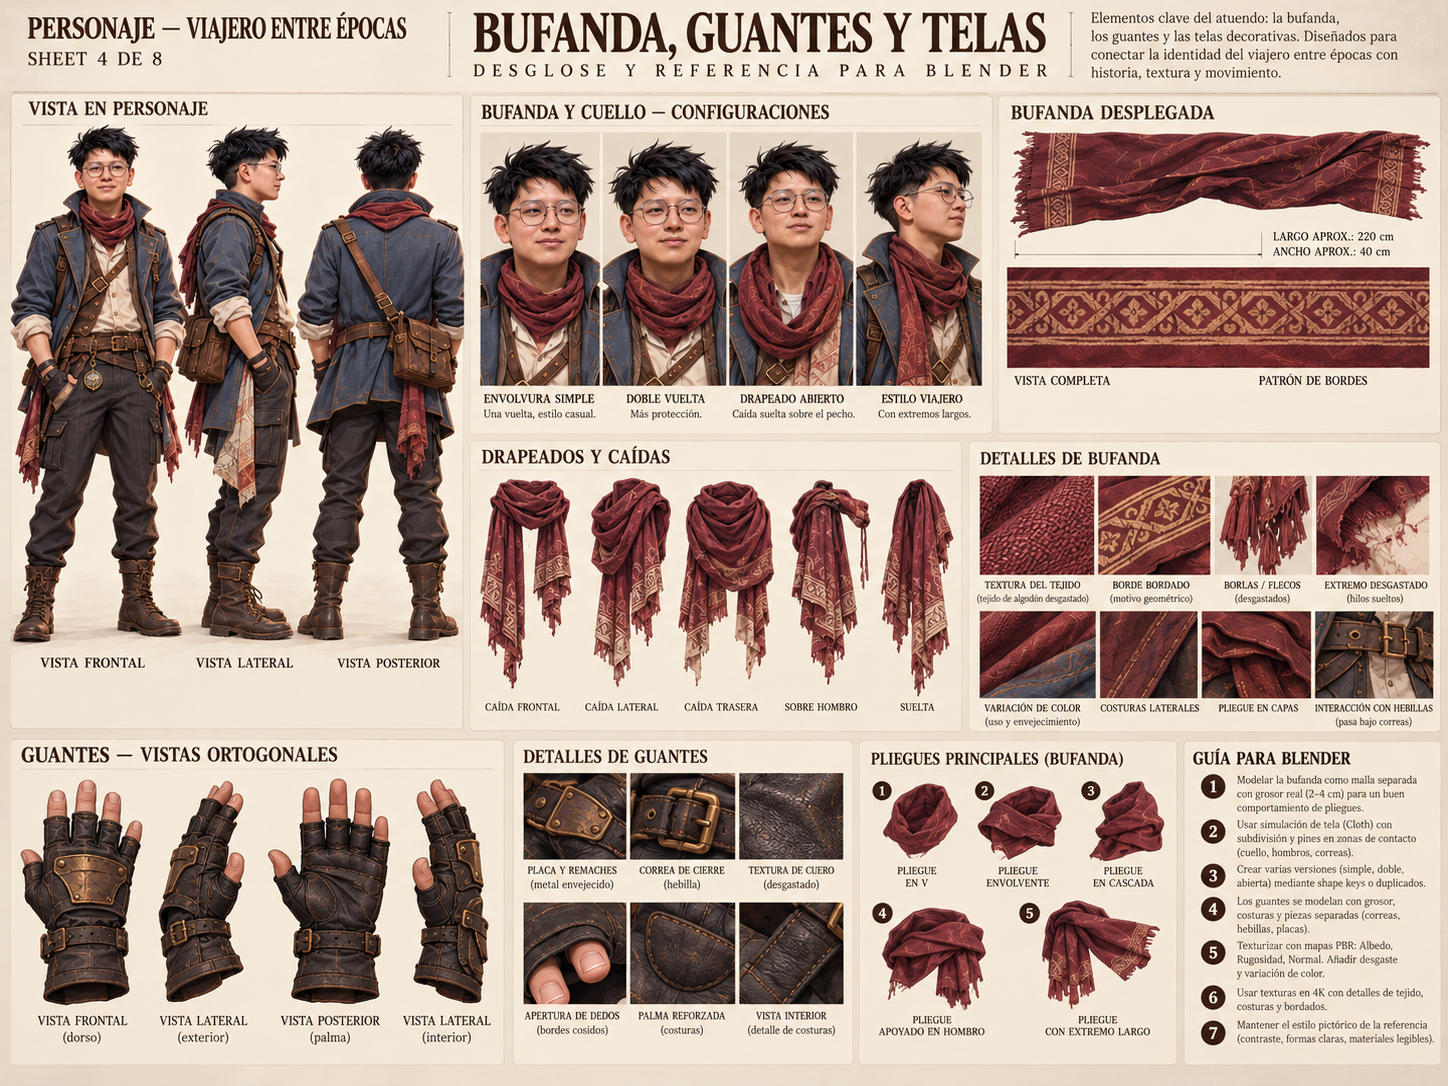 PERSONAJE — VIAJERO ENTRE ÉPOCAS
SHEET 4 DE 8
BUFANDA, GUANTES Y TELAS
DESGLOSE Y REFERENCIA PARA BLENDER
Elementos clave del atuendo: la bufanda,
los guantes y las telas decorativas. Diseñados para
conectar la identidad del viajero entre épocas con
historia, textura y movimiento.
VISTA EN PERSONAJE
VISTA FRONTAL
VISTA LATERAL
VISTA POSTERIOR
BUFANDA Y CUELLO — CONFIGURACIONES
ENVOLVURA SIMPLE
Una vuelta, estilo casual.
DOBLE VUELTA
Más protección.
DRAPEADO ABIERTO
Caída suelta sobre el pecho.
ESTILO VIAJERO
Con extremos largos.
BUFANDA DESPLEGADA
LARGO APROX.: 220 cm
ANCHO APROX.: 40 cm
VISTA COMPLETA
PATRÓN DE BORDES
DRAPEADOS Y CAÍDAS
CAÍDA FRONTAL
CAÍDA LATERAL
CAÍDA TRASERA
SOBRE HOMBRO
SUELTA
DETALLES DE BUFANDA
TEXTURA DEL TEJIDO
(tejido de algodón desgastado)
BORDE BORDADO
(motivo geométrico)
BORLAS / FLECOS
(desgastados)
EXTREMO DESGASTADO
(hilos sueltos)
VARIACIÓN DE COLOR
(uso y envejecimiento)
COSTURAS LATERALES
PLIEGUE EN CAPAS
INTERACCIÓN CON HEBILLAS
(pasa bajo correas)
GUANTES — VISTAS ORTOGONALES
VISTA FRONTAL
(dorso)
VISTA LATERAL
(exterior)
VISTA POSTERIOR
(palma)
VISTA LATERAL
(interior)
DETALLES DE GUANTES
PLACA Y REMACHES
(metal envejecido)
CORREA DE CIERRE
(hebilla)
TEXTURA DE CUERO
(desgastado)
APERTURA DE DEDOS
(bordes cosidos)
PALMA REFORZADA
(costuras)
VISTA INTERIOR
(detalle de costuras)
PLIEGUES PRINCIPALES (BUFANDA)
1
PLIEGUE
EN V
2
PLIEGUE
ENVOLVENTE
3
PLIEGUE
EN CASCADA
4
PLIEGUE
APOYADO EN HOMBRO
5
PLIEGUE
CON EXTREMO LARGO
GUÍA PARA BLENDER
1
Modelar la bufanda como malla separada
con grosor real (2–4 cm) para un buen
comportamiento de pliegues.
2
Usar simulación de tela (Cloth) con
subdivisión y pines en zonas de contacto
(cuello, hombros, correas).
3
Crear varias versiones (simple, doble,
abierta) mediante shape keys o duplicados.
4
Los guantes se modelan con grosor,
costuras y piezas separadas (correas,
hebillas, placas).
5
Texturizar con mapas PBR: Albedo,
Rugosidad, Normal. Añadir desgaste
y variación de color.
6
Usar texturas en 4K con detalles de tejido,
costuras y bordados.
7
Mantener el estilo pictórico de la referencia
(contraste, formas claras, materiales legibles).